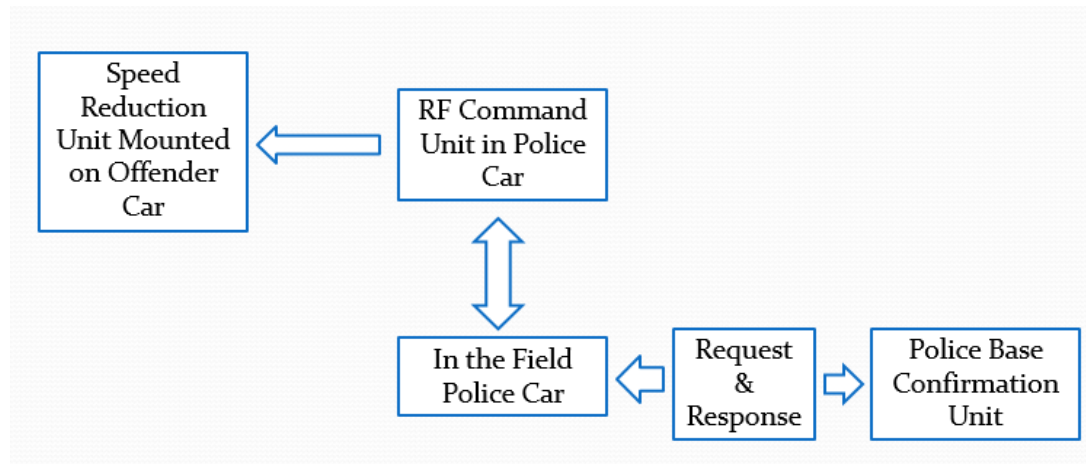 Speed
Reduction
Unit Mounted
on Offender
Car
RF Command
Unit in Police
Car
In the Field
Police Car
Request
&
Response
Police Base
Confirmation
Unit